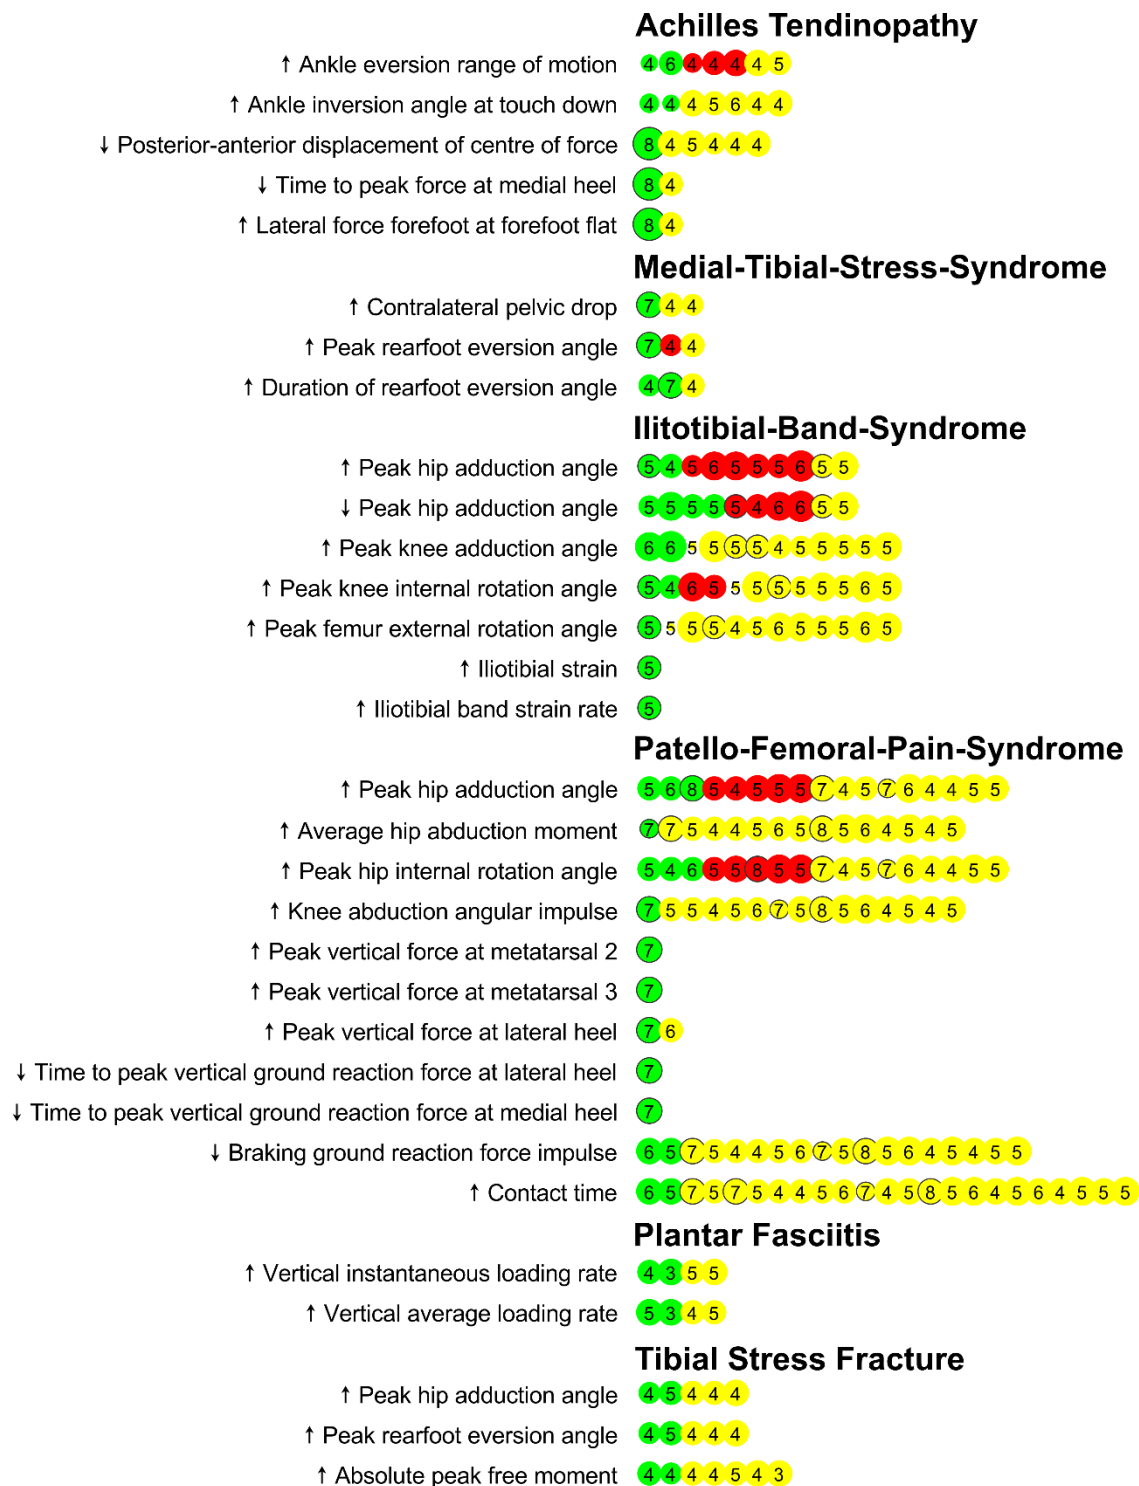 Achilles Tendinopathy
↑ Ankle eversion range of motion 4 6 4 4 4 4 5
↑ Ankle inversion angle at touch down 4 4 4 5 6 4 4
↓ Posterior-anterior displacement of centre of force 8 4 5 4 4 4
↓ Time to peak force at medial heel 8 4
↑ Lateral force forefoot at forefoot flat 8 4
Medial-Tibial-Stress-Syndrome
↑ Contralateral pelvic drop 7 4 4
↑ Peak rearfoot eversion angle 7 4 4
↑ Duration of rearfoot eversion angle 4 7 4
Ilitotibial-Band-Syndrome
↑ Peak hip adduction angle 5 4 5 6 5 5 5 6 5 5
↓ Peak hip adduction angle 5 5 5 5 5 4 6 6 5 5
↑ Peak knee adduction angle 6 6 5 5 5 5 4 5 5 5 5 5
↑ Peak knee internal rotation angle 5 4 6 5 5 5 5 5 5 5 6 5
↑ Peak femur external rotation angle 5 5 5 5 4 5 6 5 5 5 6 5
↑ Iliotibial strain 5
↑ Iliotibial band strain rate 5
Patello-Femoral-Pain-Syndrome
↑ Peak hip adduction angle 5 6 8 5 4 5 5 5 7 4 5 7 6 4 4 5 5
↑ Average hip abduction moment 7 7 5 4 4 5 6 5 8 5 6 4 5 4 5
↑ Peak hip internal rotation angle 5 4 6 5 5 8 5 5 7 4 5 7 6 4 4 5 5
↑ Knee abduction angular impulse 7 5 5 4 5 6 7 5 8 5 6 4 5 4 5
↑ Peak vertical force at metatarsal 2 7
↑ Peak vertical force at metatarsal 3 7
↑ Peak vertical force at lateral heel 7 6
↓ Time to peak vertical ground reaction force at lateral heel 7
↓ Time to peak vertical ground reaction force at medial heel 7
↓ Braking ground reaction force impulse 6 5 7 5 4 4 5 6 7 5 8 5 6 4 5 4 5 5
↑ Contact time 6 5 7 5 7 5 4 4 5 6 7 4 5 8 5 6 4 5 6 4 5 5 5
Plantar Fasciitis
↑ Vertical instantaneous loading rate 4 3 5 5
↑ Vertical average loading rate 5 3 4 5
Tibial Stress Fracture
↑ Peak hip adduction angle 4 5 4 4 4
↑ Peak rearfoot eversion angle 4 5 4 4 4
↑ Absolute peak free moment 4 4 4 4 5 4 3